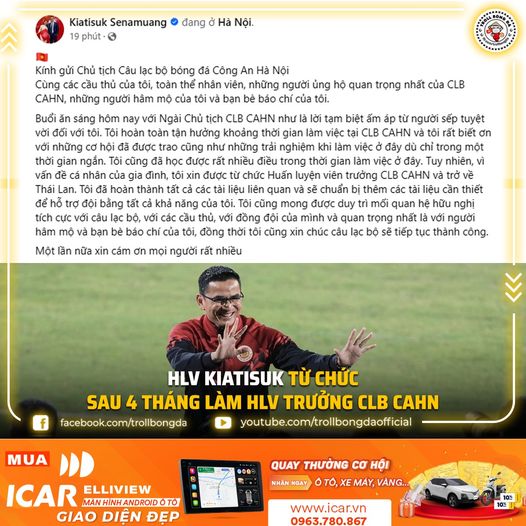 Kiatisuk Senamuang đang ở Hà Nội.
19 phút
TROLL BONG DA
Kính gửi Chủ tịch Câu lạc bộ bóng đá Công An Hà Nội
Cùng các cầu thủ của tôi, toàn thể nhân viên, những người ủng hộ quan trọng nhất của CLB
CAHN, những người hâm mộ của tôi và bạn bè báo chí của tôi.
Buổi ăn sáng hôm nay với Ngài Chủ tịch CLB CAHN như là lời tạm biệt ấm áp từ người sếp tuyệt
vời đối với tôi. Tôi hoàn toàn tận hưởng khoảng thời gian làm việc tại CLB CAHN và tôi rất biết ơn
với những cơ hội đã được trao cũng như những trải nghiệm khi làm việc ở đây dù chỉ trong một
thời gian ngắn. Tôi cũng đã học được rất nhiều điều trong thời gian làm việc ở đây. Tuy nhiên, vì
vấn đề cá nhân của gia đình, tôi xin được từ chức Huấn luyện viên trưởng CLB CAHN và trở về
Thái Lan. Tôi đã hoàn thành tất cả các tài liệu liên quan và sẽ chuẩn bị thêm các tài liệu cần thiết
để hỗ trợ đội bằng tất cả khả năng của tôi. Tôi cũng mong được duy trì mối quan hệ hữu nghị
tích cực với câu lạc bộ, với các cầu thủ, với đồng đội của mình và quan trọng nhất là với người
hâm mộ và bạn bè báo chí của tôi, đồng thời tôi cũng xin chúc câu lạc bộ sẽ tiếp tục thành công.
Một lần nữa xin cám ơn mọi người rất nhiều
HLV KIATISUK TỪ CHỨC
SAU 4 THÁNG LÀM HLV TRƯỞNG CLB CAHN
facebook.com/trollbongda
youtube.com/trollbongdaofficial
MUA
ICAR ELLIVIEW
MÀN HÌNH ANDROID Ô TÔ
GIAO DIỆN ĐẸP
QUAY THƯỞNG CƠ HỘI
NHẬN NGAY Ô TÔ, XE MÁY, VÀNG...
www.icar.vn
0963.780.867